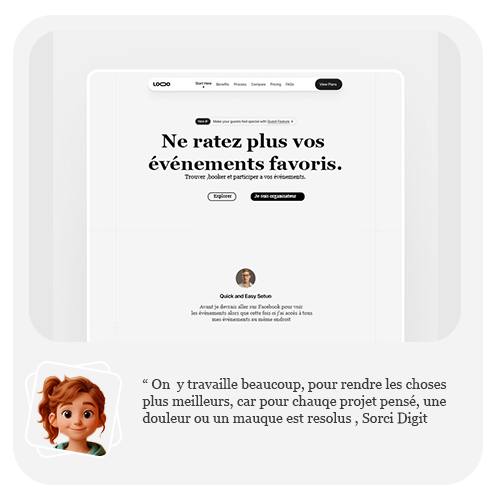 LOOO Start Here Benefits Process Compare Pricing FAQs View Plans
New Make your guests feel special with Guest Feature
Ne ratez plus vos
événements favoris.
Trouver ,booker et participer a vos événements.
Explorer Je suis organisateur
Quick and Easy Setup
Avant je devrais aller sur Facebook pour voir
les événements alors que cette fois ci j'ai accès à tous
mes événements au même endroit
“ On y travaille beaucoup, pour rendre les choses
plus meilleurs, car pour chauqe projet pensé, une
douleur ou un mauque est resolus , Sorci Digit